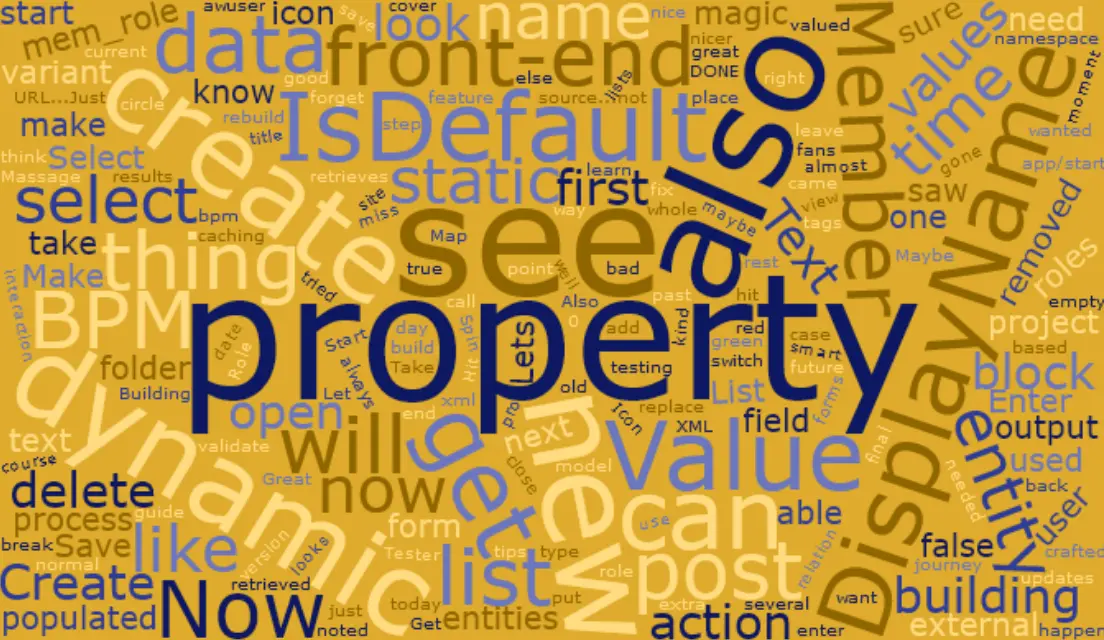 start
awuser
icon
save
cover
look
nice
name
magic
valued
sure
values
need
namespace
mem_role
current
variant
data
front-end
good
know
else
lists
nicer
great
DONE
right
place
Member
time
moment
URL...Just
circle
create
rebuild
title
forget
IsDefault
feature
source...not
step
make
leave
fans
almost
wanted
app/start
think
Select
Massage
results
retrieves
static
learn
first
fix
also
came
view
tags
gone
saw
DisplayName
removed
select
bpm
site
miss
see
way
whole
maybe
Text
one
roles
take
caching
Map
thing
true
point
well
bad
rest
Maybe
Make
interaction
tried
Also
0
past
hit
empty
BPM
property
call
kind
red
case
project
date
Role
Start
day
build
Spin
Lets
add
green
smart
based
folder
always
Take
Hit
testing
switch
future
block
Building
Let
old
List
forms
Enter
dynamic
open
xml
end
pro
new
Icon
replace
XML
field
entity
output
text
validate
will
get
next
Value
final
used
course
Great
close
model
needed
back
delete
now
can
use
able
user
process
guide
form
break
Save
like
version
looks
Tester
tips
type
relation
false
crafted
normal
journey
Create
retrieved
list
role
post
updates
populated
Now
just
today
put
extra
several
want
building
noted
Get
entities
action
enter
external
happen